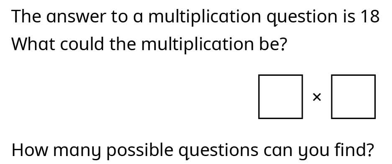 The answer to a multiplication question is 18
What could the multiplication be?
×
How many possible questions can you find?